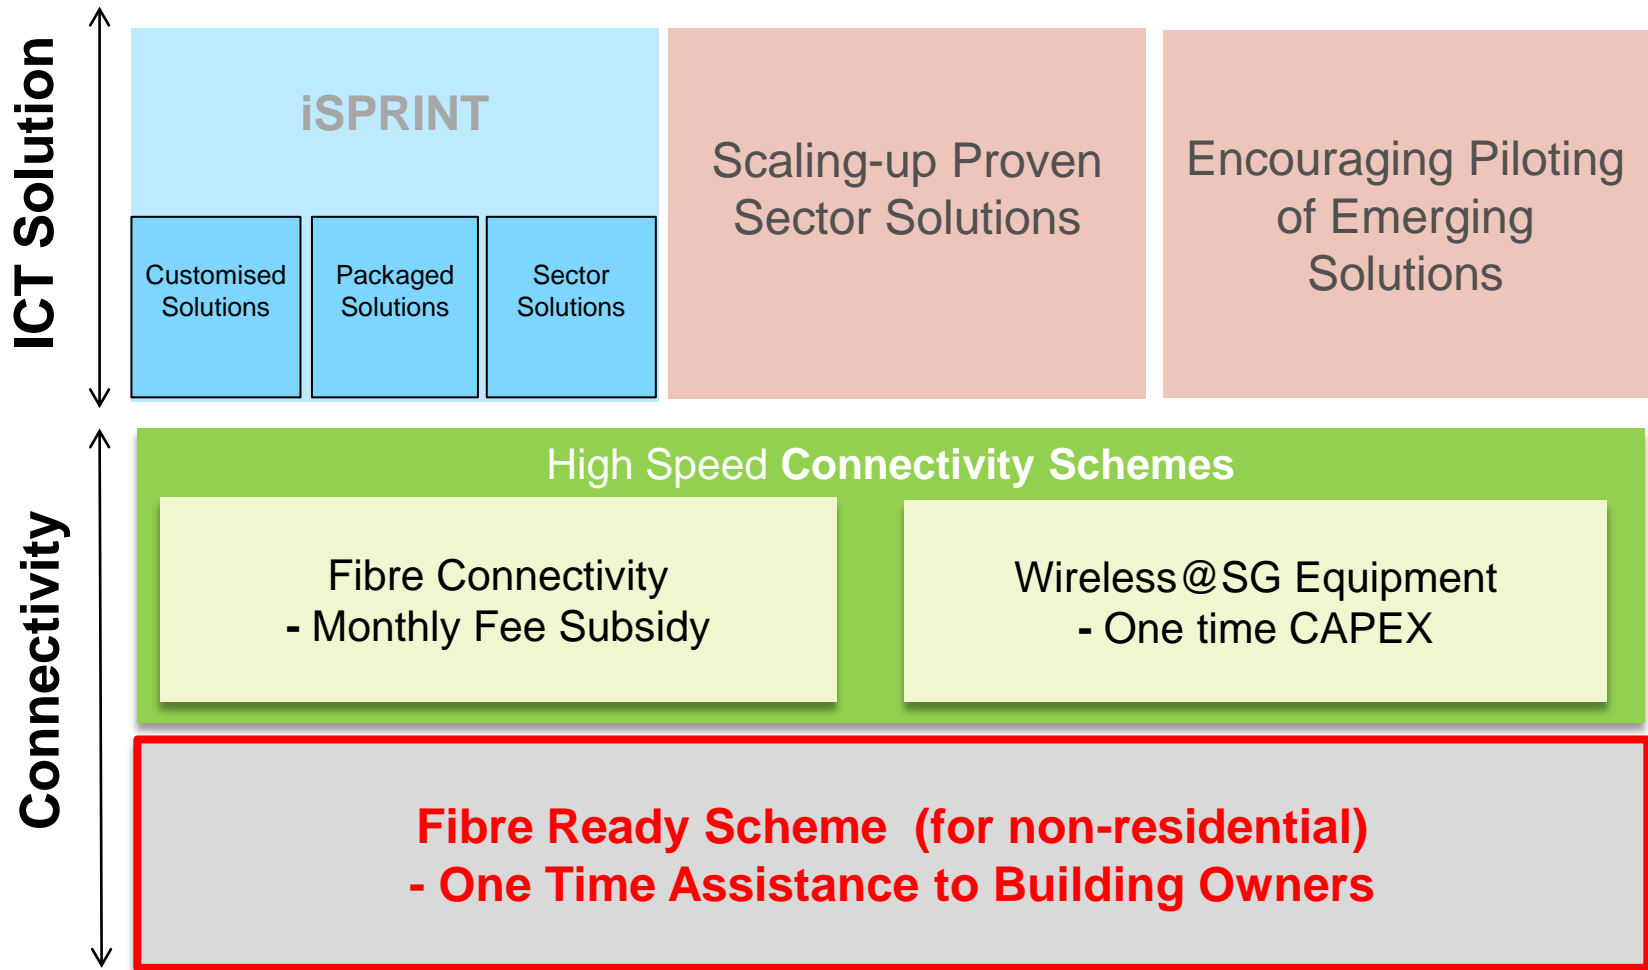 ICT Solution
iSPRINT
Customised
Solutions
Packaged
Solutions
Sector
Solutions
Scaling-up Proven
Sector Solutions
Encouraging Piloting
of Emerging
Solutions
Connectivity
High Speed Connectivity Schemes
Fibre Connectivity
- Monthly Fee Subsidy
Wireless@SG Equipment
- One time CAPEX
Fibre Ready Scheme (for non-residential)
- One Time Assistance to Building Owners